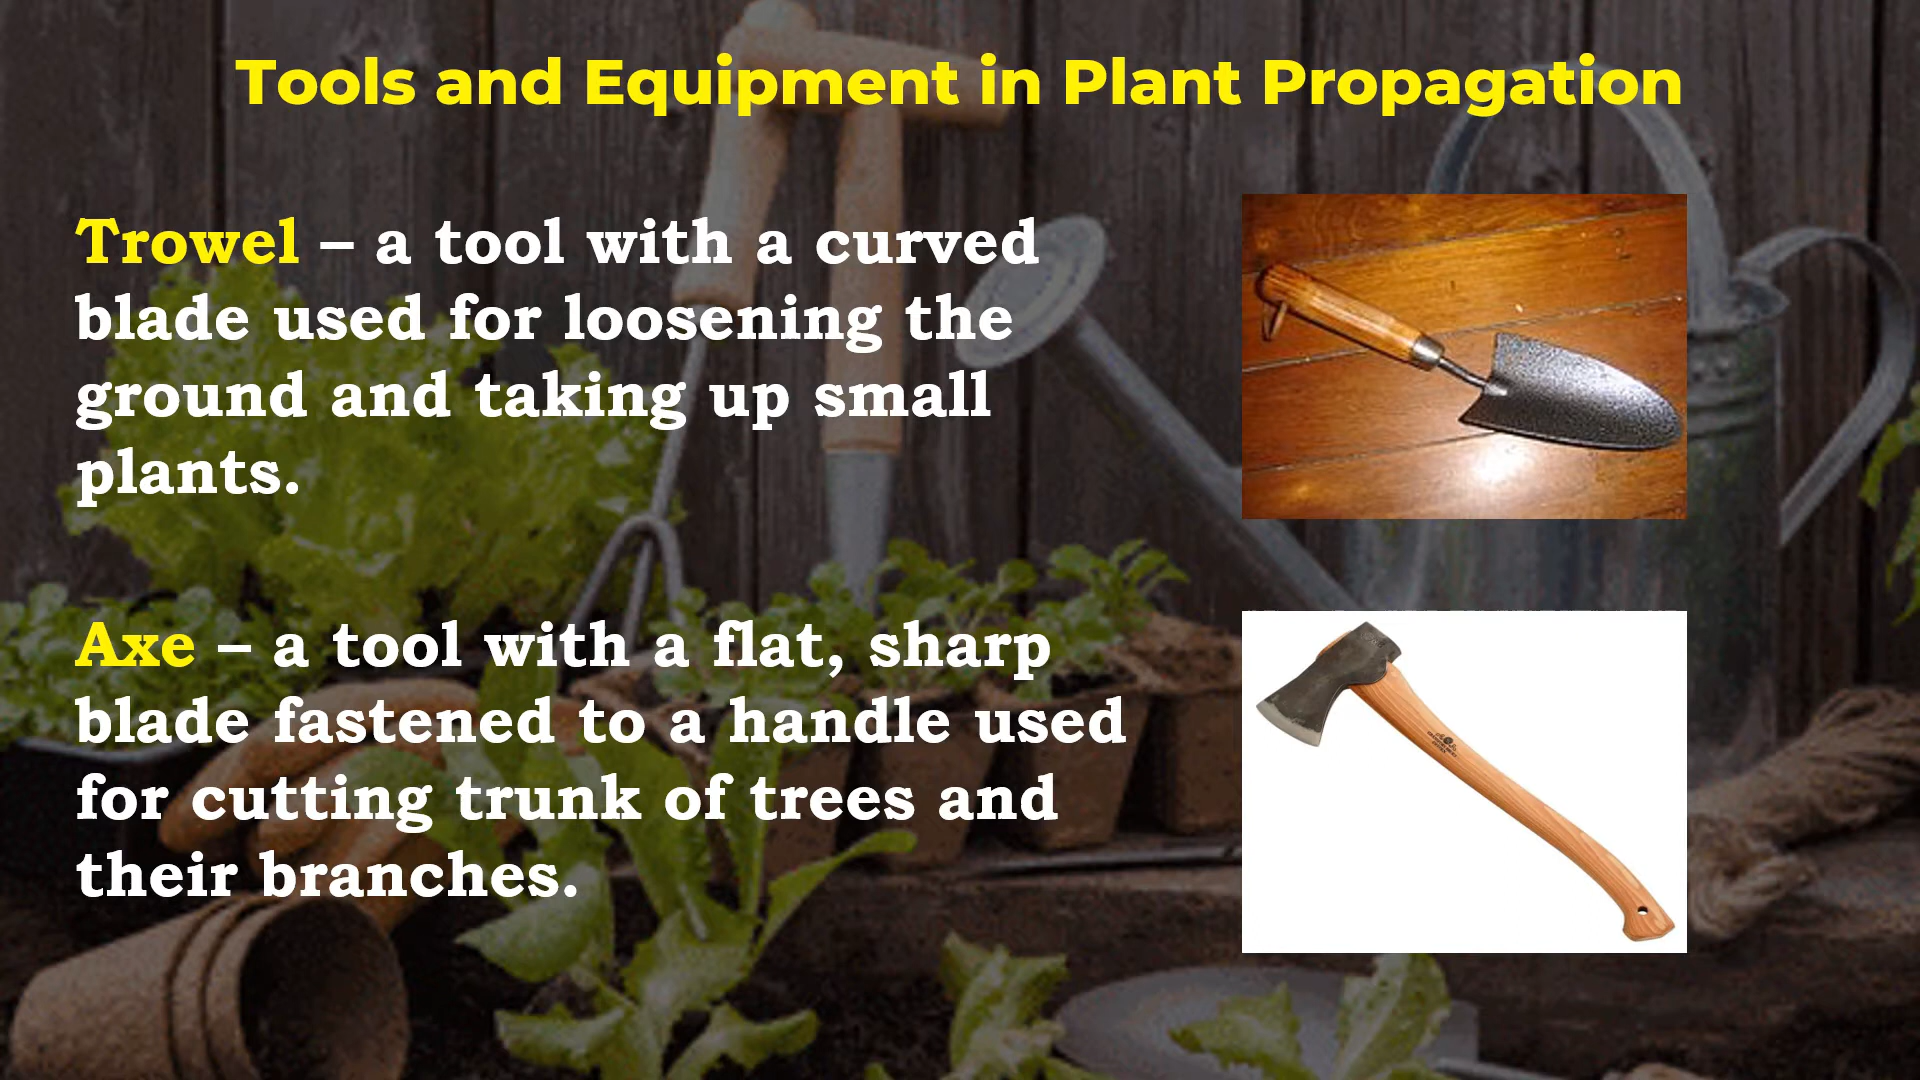 Tools and Equipment in Plant Propagation
Trowel – a tool with a curved
blade used for loosening the
ground and taking up small
plants.
Axe – a tool with a flat, sharp
blade fastened to a handle used
for cutting trunk of trees and
their branches.